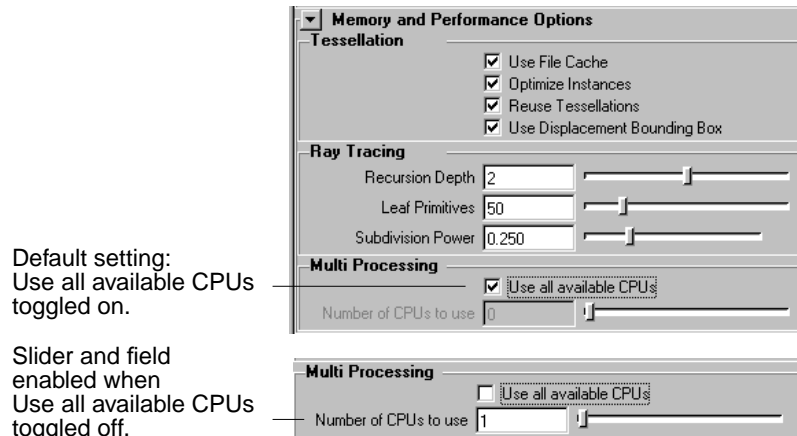 Memory and Performance Options
Tessellation
Use File Cache
Optimize Instances
Reuse Tessellations
Use Displacement Bounding Box
Ray Tracing
Recursion Depth 2
Leaf Primitives 50
Subdivision Power 0.250
Default setting:
Use all available CPUs
toggled on.
Multi Processing
Use all available CPUs
Number of CPUs to use 0
Slider and field
enabled when
Use all available CPUs
toggled off.
Multi Processing
Use all available CPUs
Number of CPUs to use 1